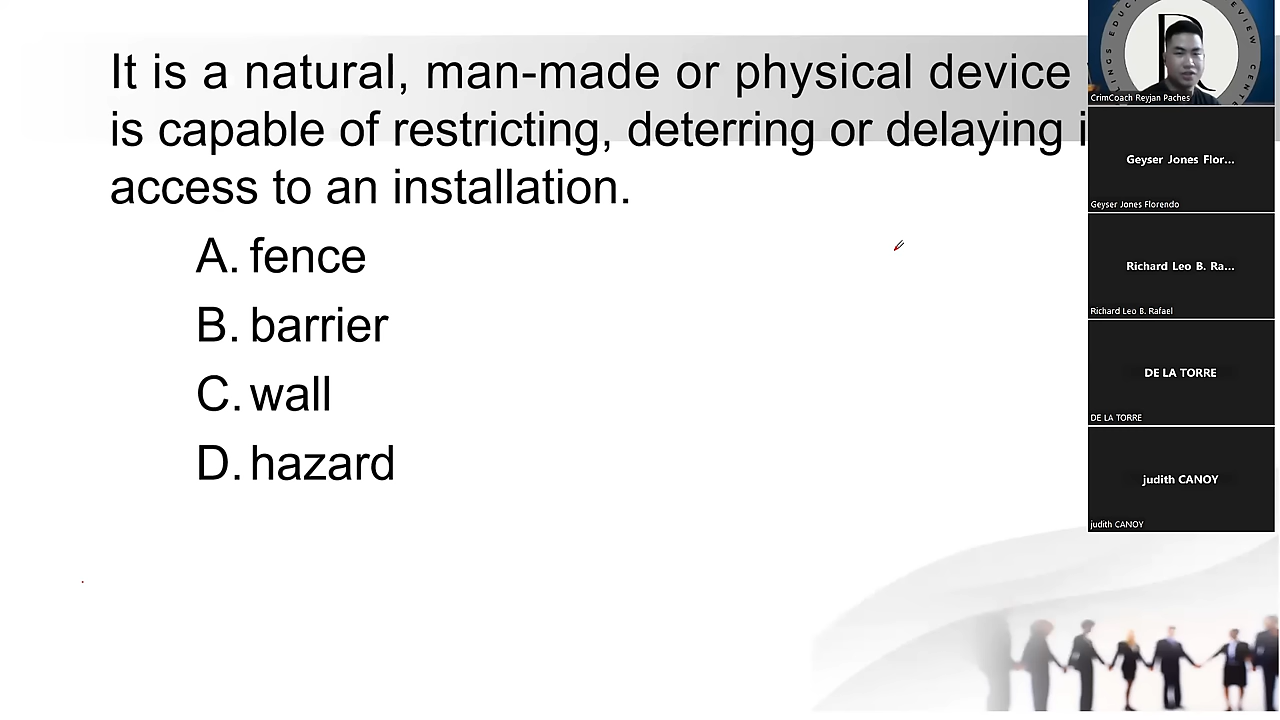 It is a natural, man-made or physical device
is capable of restricting, deterring or delaying
access to an installation.
A. fence
B. barrier
C. wall
D. hazard
CrimCoach Reyjan Paches
Geyser Jones Flor...
Geyser Jones Florendo
Richard Leo B. Ra...
Richard Leo B. Rafael
DE LA TORRE
DE LA TORRE
judith CANOY
judith CANOY